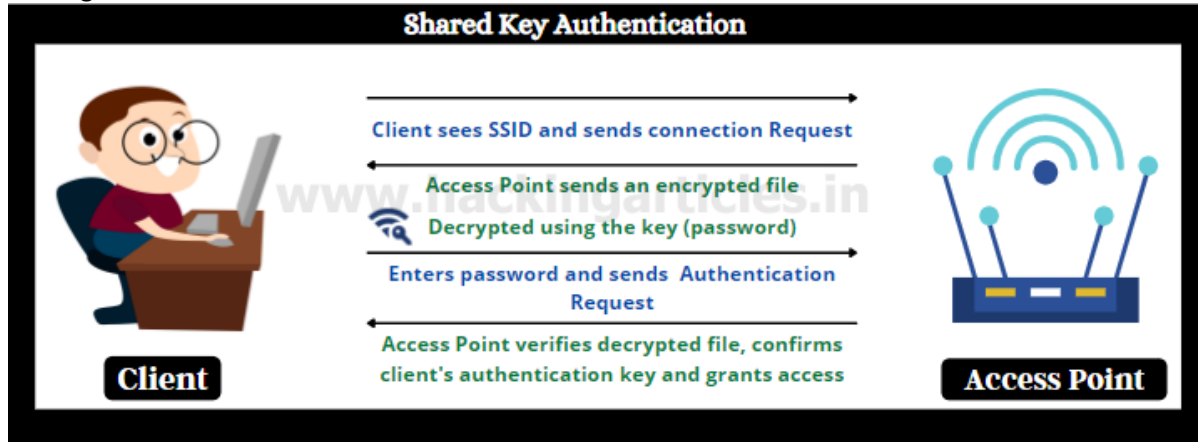 Shared Key Authentication
Client sees SSID and sends connection Request
Access Point sends an encrypted file
www.hackingarticles.in
Decrypted using the key (password)
Enters password and sends Authentication
Request
Access Point verifies decrypted file, confirms
client's authentication key and grants access
Client
Access Point